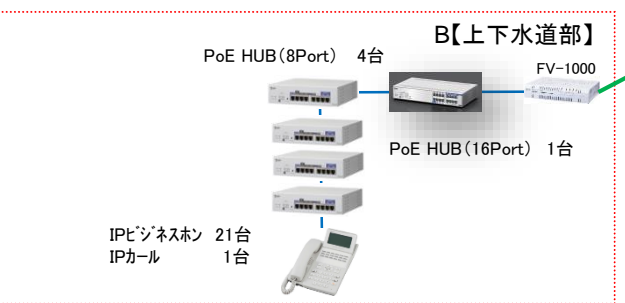 B【上下水道部】
PoE HUB（8Port） 4台
FV-1000
PoE HUB（16Port） 1台
IPﾋﾞｼﾞﾈｽﾎﾝ 21台
IPｶｰﾙ 1台